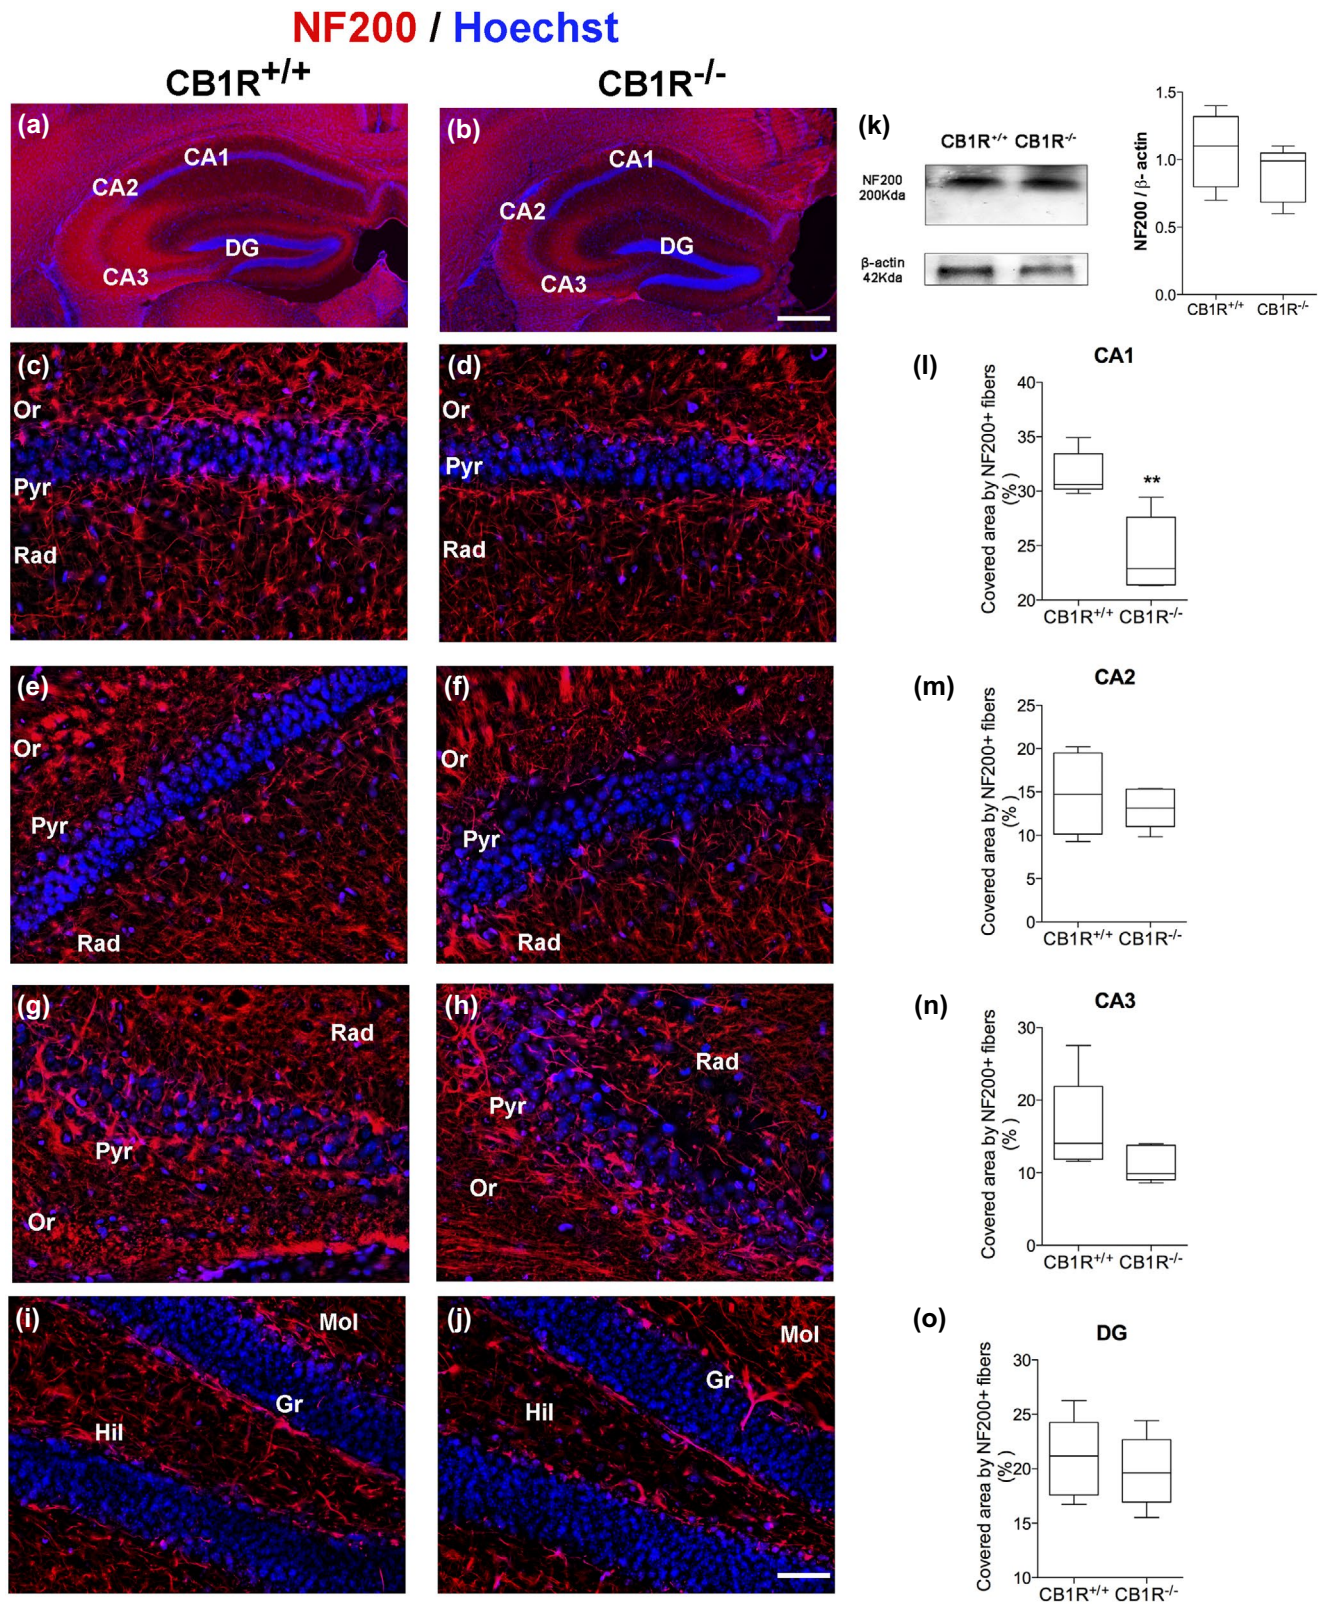 NF200 / Hoechst
CB1R+/+ CB1R-/-
(a)
CA1
CA2
DG
CA3
(b)
CA1
CA2
DG
CA3
(k)
CB1R+/+ CB1R-/-
NF200
200Kda
β-actin
42Kda
NF200 / β- actin
1.5
1.0
0.5
0.0
CB1R+/+ CB1R-/-
(c)
Or
Pyr
Rad
(d)
Or
Pyr
Rad
(l)
CA1
Covered area by NF200+ fibers
(% )
40
35
30
25
20
**
CB1R+/+ CB1R-/-
(e)
Or
Pyr
Rad
(f)
Or
Pyr
Rad
(m)
CA2
Covered area by NF200+ fibers
(% )
25
20
15
10
5
0
CB1R+/+ CB1R-/-
(g)
Rad
Pyr
Or
(h)
Rad
Pyr
Or
(n)
CA3
Covered area by NF200+ fibers
(% )
30
20
10
0
CB1R+/+ CB1R-/-
(i)
Mol
Gr
Hil
(j)
Mol
Gr
Hil
(o)
DG
Covered area by NF200+ fibers
(% )
30
25
20
15
10
CB1R+/+ CB1R-/-